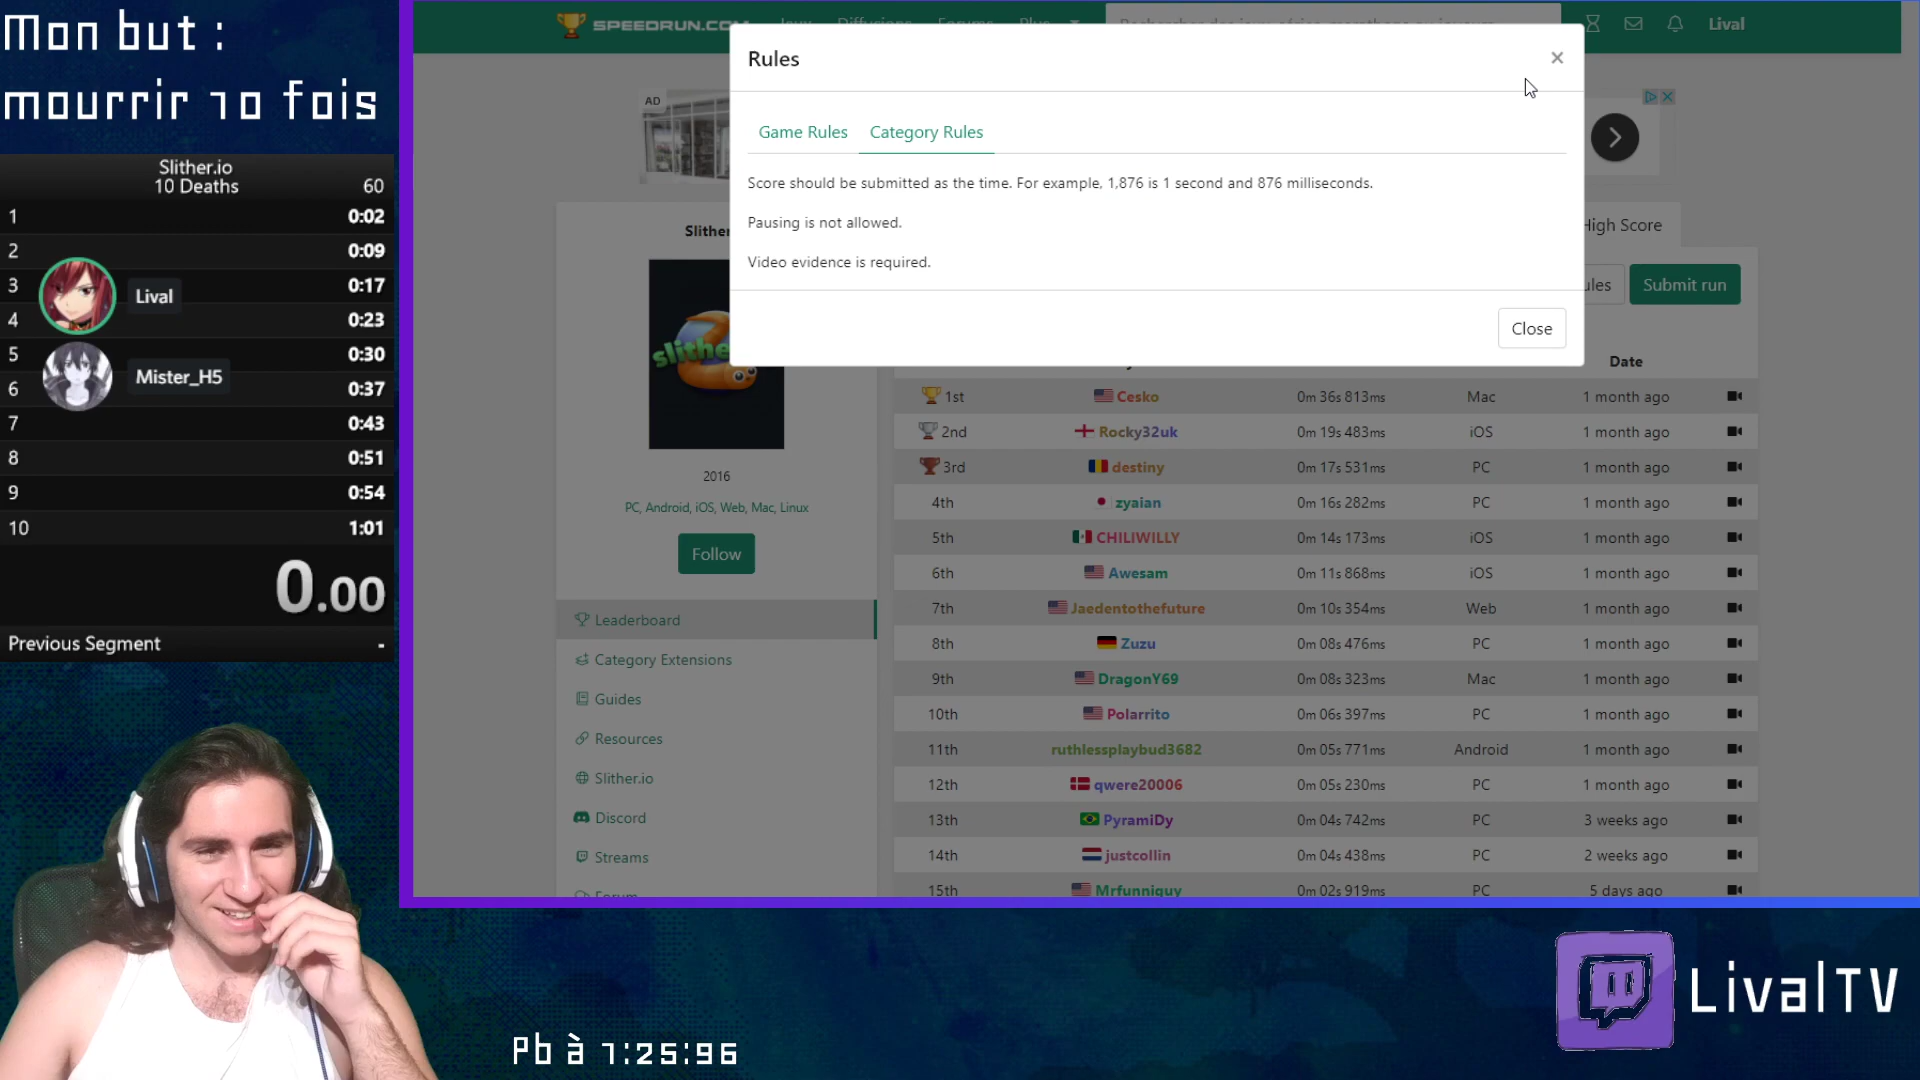 Mon but :
mourrir 10 fois
Slither.io
10 Deaths 60
1 0:02
2 0:09
3 0:17
4 0:23
5 0:30
6 0:37
7 0:43
8 0:51
9 0:54
10 1:01
Lival
Mister_H5
0.00
Previous Segment -
SPEEDRUN.COM
Lival
Rules ×
Game Rules Category Rules
Score should be submitted as the time. For example, 1,876 is 1 second and 876 milliseconds.
Pausing is not allowed.
Video evidence is required.
Close
AD
High Score
Submit run
slithe
2016
PC, Android, iOS, Web, Mac, Linux
Follow
Leaderboard
Category Extensions
Guides
Resources
Slither.io
Discord
Streams
Forum
Date
1st Cesko 0m 36s 813ms Mac 1 month ago
2nd Rocky32uk 0m 19s 483ms iOS 1 month ago
3rd destiny 0m 17s 531ms PC 1 month ago
4th zyaian 0m 16s 282ms PC 1 month ago
5th CHILIWILLY 0m 14s 173ms iOS 1 month ago
6th Awesam 0m 11s 868ms iOS 1 month ago
7th Jaedentothefuture 0m 10s 354ms Web 1 month ago
8th Zuzu 0m 08s 476ms PC 1 month ago
9th DragonY69 0m 08s 323ms Mac 1 month ago
10th Polarrito 0m 06s 397ms PC 1 month ago
11th ruthlessplaybud3682 0m 05s 771ms Android 1 month ago
12th qwere20006 0m 05s 230ms PC 1 month ago
13th PyramiDy 0m 04s 742ms PC 3 weeks ago
14th justcollin 0m 04s 438ms PC 2 weeks ago
15th Mrfunniguy 0m 02s 919ms PC 5 days ago
LivalTV
Pb à 1:25:96